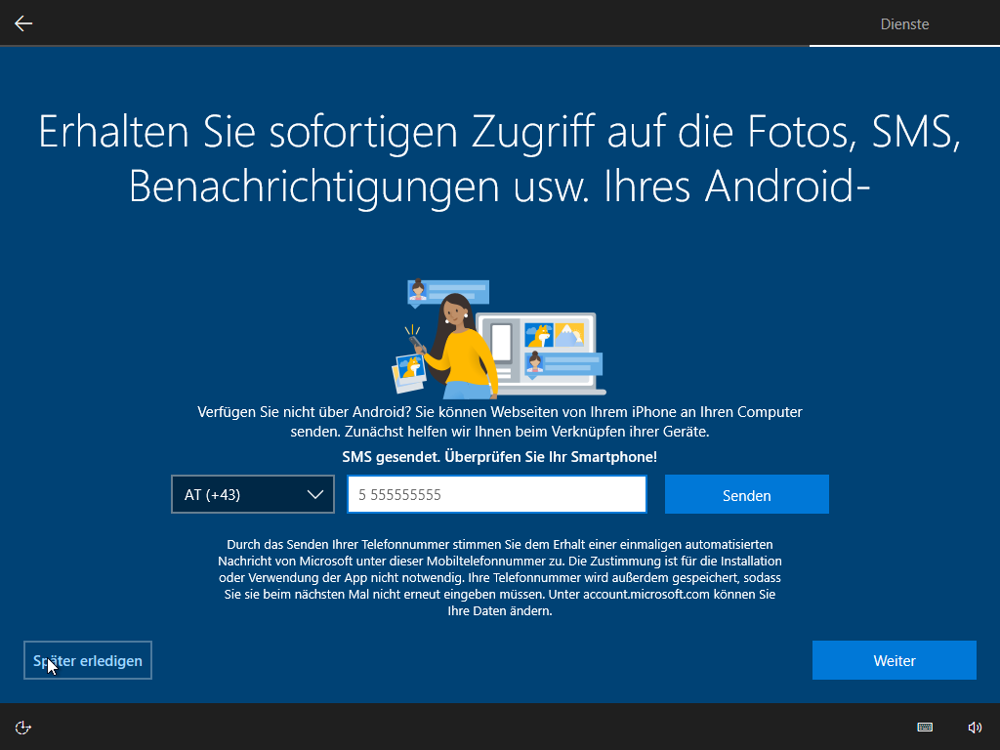 Dienste
Erhalten Sie sofortigen Zugriff auf die Fotos, SMS,
Benachrichtigungen usw. Ihres Android-
Verfügen Sie nicht über Android? Sie können Webseiten von Ihrem iPhone an Ihren Computer
senden. Zunächst helfen wir Ihnen beim Verknüpfen ihrer Geräte.
SMS gesendet. Überprüfen Sie Ihr Smartphone!
AT (+43)
5 555555555
Senden
Durch das Senden Ihrer Telefonnummer stimmen Sie dem Erhalt einer einmaligen automatisierten
Nachricht von Microsoft unter dieser Mobiltelefonnummer zu. Die Zustimmung ist für die Installation
oder Verwendung der App nicht notwendig. Ihre Telefonnummer wird außerdem gespeichert, sodass
Sie sie beim nächsten Mal nicht erneut eingeben müssen. Unter account.microsoft.com können Sie
Ihre Daten ändern.
Später erledigen
Weiter